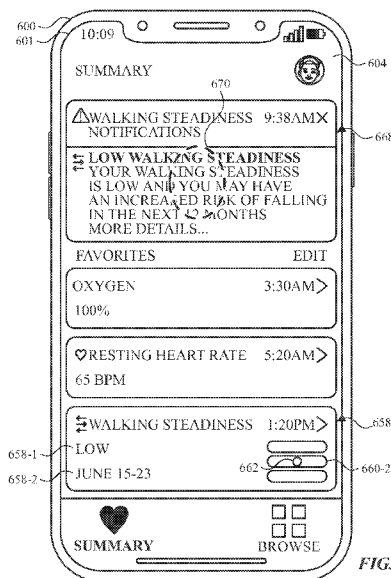 600
601
10:09
604
SUMMARY
670
WALKING STEADINESS 9:38AM X
NOTIFICATIONS
668
LOW WALKING STEADINESS
YOUR WALKING STEADINESS
IS LOW AND YOU MAY HAVE
AN INCREASED RISK OF FALLING
IN THE NEXT 12 MONTHS
MORE DETAILS...
FAVORITES EDIT
OXYGEN 3:30AM >
100%
RESTING HEART RATE 5:20AM >
65 BPM
WALKING STEADINESS 1:20PM >
658
658-1
LOW
662
660-2
658-2
JUNE 15-23
SUMMARY BROWSE
FIG.